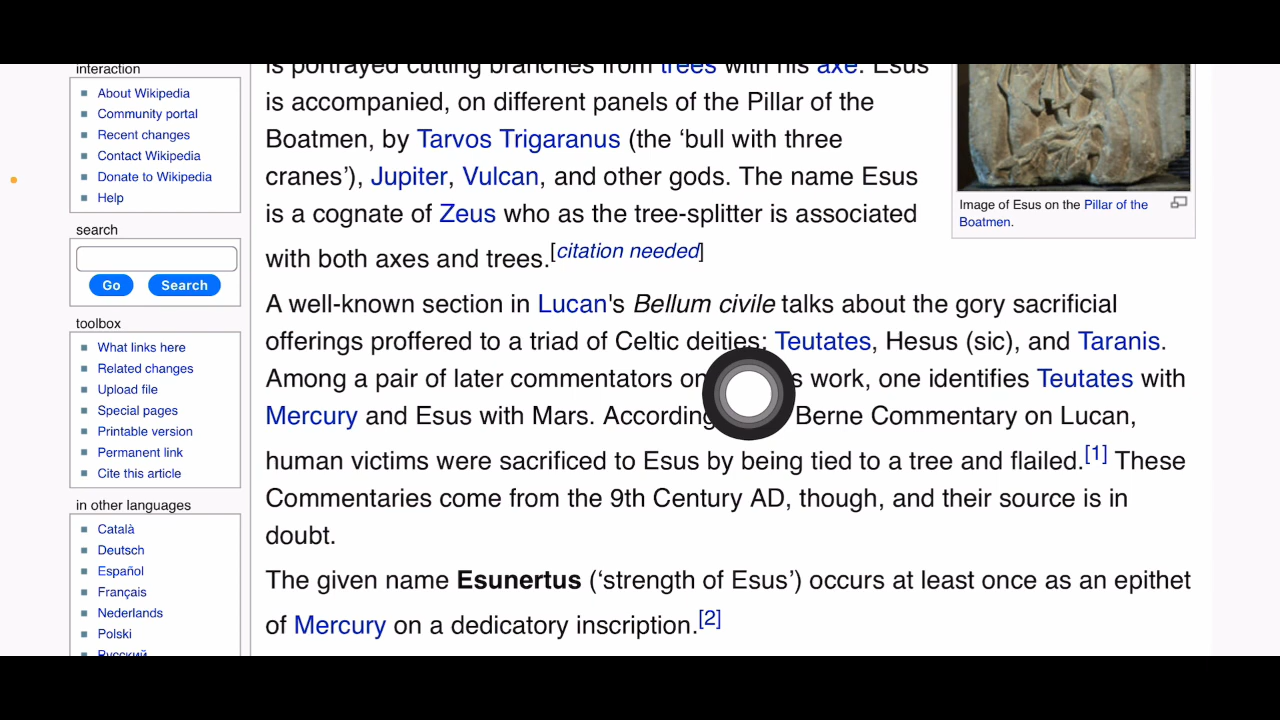 interaction
About Wikipedia
Community portal
Recent changes
Contact Wikipedia
Donate to Wikipedia
Help
search
Go Search
toolbox
What links here
Related changes
Upload file
Special pages
Printable version
Permanent link
Cite this article
in other languages
Català
Deutsch
Español
Français
Nederlands
Polski
Русский
is portrayed cutting branches from trees with his axe. Esus
is accompanied, on different panels of the Pillar of the
Boatmen, by Tarvos Trigaranus (the ‘bull with three
cranes’), Jupiter, Vulcan, and other gods. The name Esus
is a cognate of Zeus who as the tree-splitter is associated
with both axes and trees.[citation needed]
Image of Esus on the Pillar of the
Boatmen.
A well-known section in Lucan's Bellum civile talks about the gory sacrificial
offerings proffered to a triad of Celtic deities: Teutates, Hesus (sic), and Taranis.
Among a pair of later commentators on work, one identifies Teutates with
Mercury and Esus with Mars. According Berne Commentary on Lucan,
human victims were sacrificed to Esus by being tied to a tree and flailed.[1] These
Commentaries come from the 9th Century AD, though, and their source is in
doubt.
The given name Esunertus (‘strength of Esus’) occurs at least once as an epithet
of Mercury on a dedicatory inscription.[2]